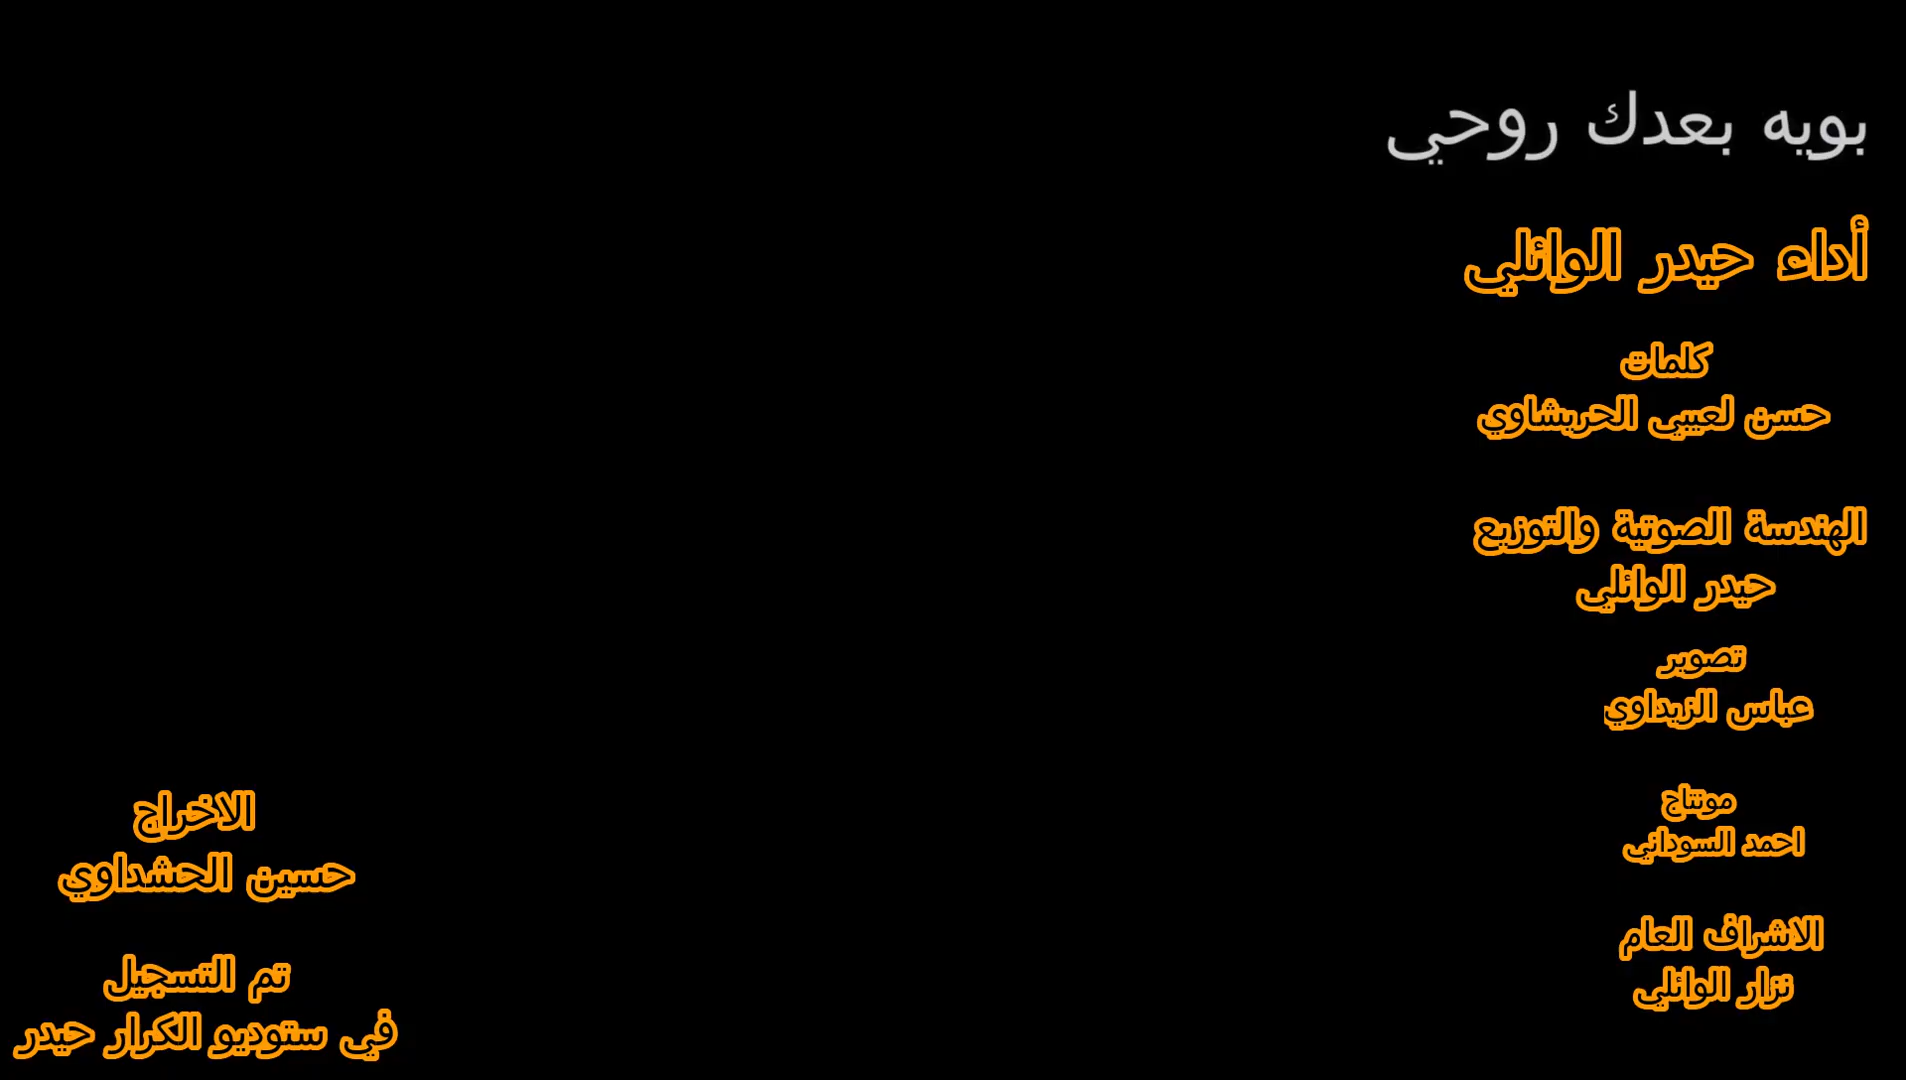 بويه بعدك روحي
أداء حيدر الوائلي
كلمات
حسن لعيبي الحريشاوي
الهندسة الصوتية والتوزيع
حيدر الوائلي
تصوير
عباس الزيداوي
مونتاج
احمد السوداني
الاشراف العام
نزار الوائلي
الاخراج
حسين الحشداوي
تم التسجيل
في ستوديو الكرار حيدر